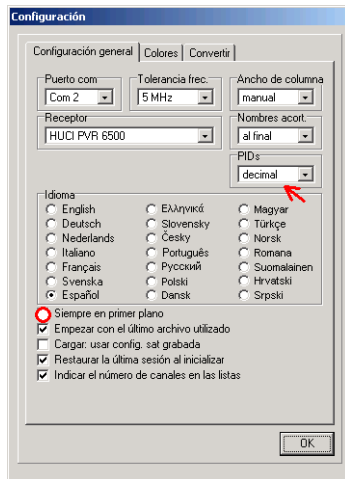 Configuración
Configuración general Colores Convertir
Puerto com Tolerancia frec. Ancho de columna
Com 2 5 MHz manual
Receptor Nombres acort.
HUCI PVR 6500 al final
PIDs
decimal
Idioma
English Ελληνικά Magyar
Deutsch Slovensky Türkçe
Nederlands Česky Norsk
Italiano Português Romana
Français Русский Suomalainen
Svenska Polski Hrvatski
Español Dansk Srpski
Siempre en primer plano
Empezar con el último archivo utilizado
Cargar: usar config. sat grabada
Restaurar la última sesión al inicializar
Indicar el número de canales en las listas
OK